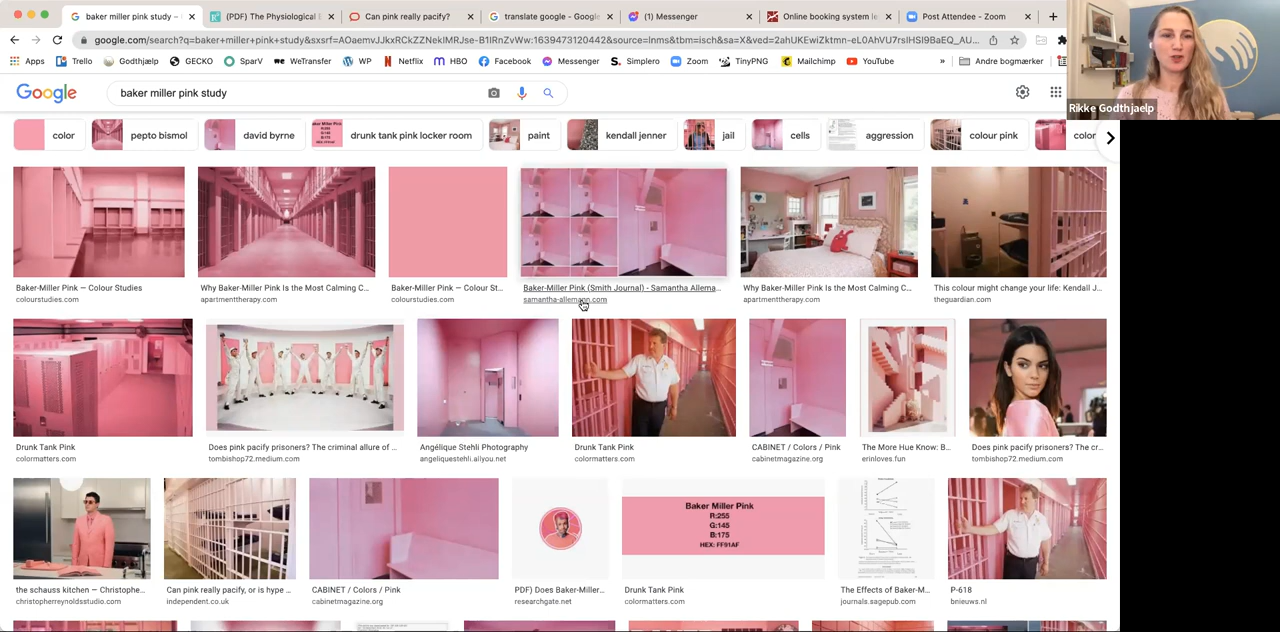 baker miller pink study –
(PDF) The Physiological E
Can pink really pacify?
translate google - Google
(1) Messenger
Online booking system le
Post Attendee - Zoom
google.com/search?q=baker+miller+pink+study&sxsrf=AOaemvJJkxRCkZZNekIMRJsx-B1IRnZvWw:1639473120442&source=lnms&tbm=isch&sa=X&ved=2ahUKEwiZktmn-eL0AhVU7rsIHSI9BaEQ_AU...
Apps
Trello
Godthjælp
GECKO
SparV
WeTransfer
WP
Netflix
HBO
Facebook
Messenger
Simplero
Zoom
TinyPNG
Mailchimp
YouTube
»
Andre bogmærker
Rikke Godthjaelp
Google
baker miller pink study
color
pepto bismol
david byrne
drunk tank pink locker room
paint
kendall jenner
jail
cells
aggression
colour pink
color
Baker-Miller Pink — Colour Studies
colourstudies.com
Why Baker-Miller Pink Is the Most Calming C...
apartmenttherapy.com
Baker-Miller Pink — Colour St...
colourstudies.com
Baker-Miller Pink (Smith Journal) - Samantha Allema...
samantha-allemann.com
Why Baker-Miller Pink Is the Most Calming C...
apartmenttherapy.com
This colour might change your life: Kendall J...
theguardian.com
Drunk Tank Pink
colormatters.com
Does pink pacify prisoners? The criminal allure of ...
tombishop72.medium.com
Angélique Stehli Photography
angeliquestehli.allyou.net
Drunk Tank Pink
colormatters.com
CABINET / Colors / Pink
cabinetmagazine.org
The More Hue Know: B...
erinloves.fun
Does pink pacify prisoners? The cr...
tombishop72.medium.com
Baker Miller Pink
R:255
G:145
B:175
HEX: FF91AF
the schauss kitchen — Christophe...
christopherreynoldsstudio.com
Can pink really pacify, or is hype ...
independent.co.uk
CABINET / Colors / Pink
cabinetmagazine.org
PDF) Baker-Miller...
researchgate.net
Drunk Tank Pink
colormatters.com
The Effects of Baker-M...
journals.sagepub.com
P-618
bnieuws.nl